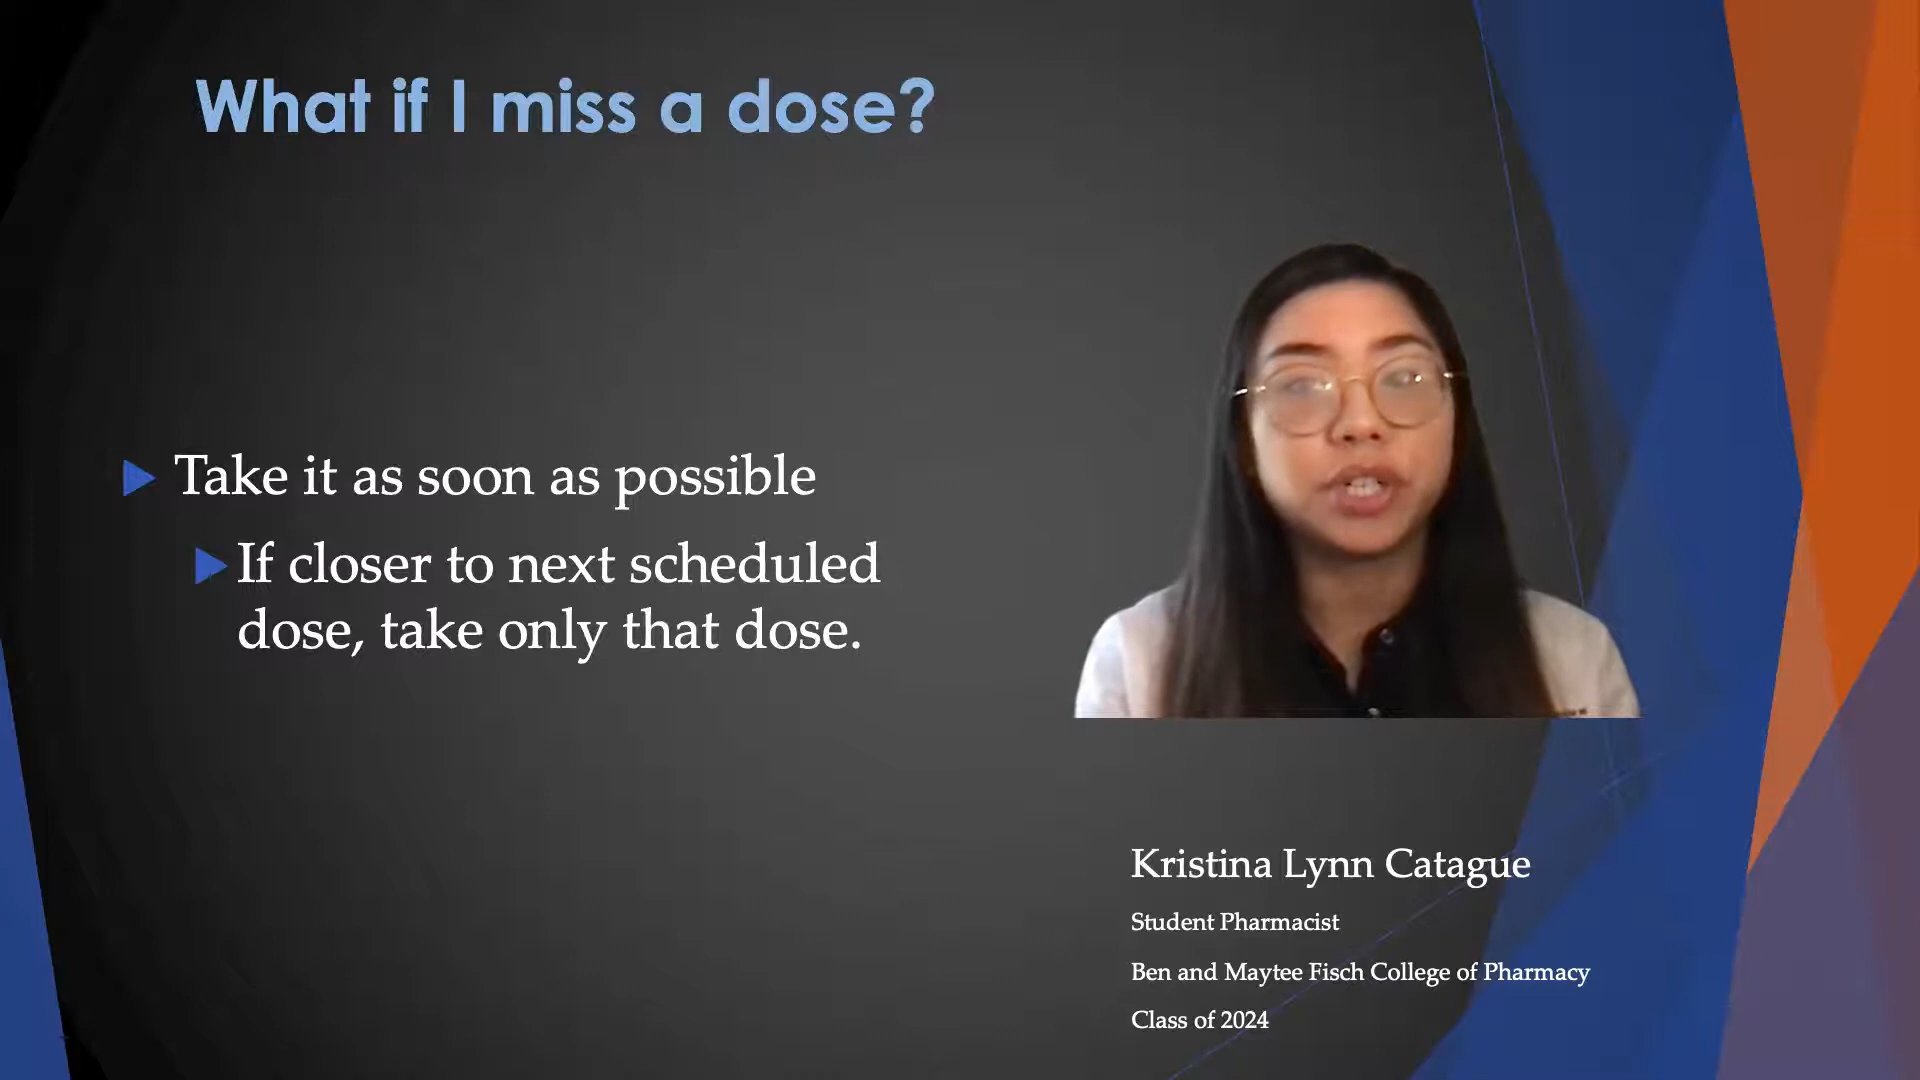 What if I miss a dose?
Take it as soon as possible
If closer to next scheduled
dose, take only that dose.
Kristina Lynn Catague
Student Pharmacist
Ben and Maytee Fisch College of Pharmacy
Class of 2024